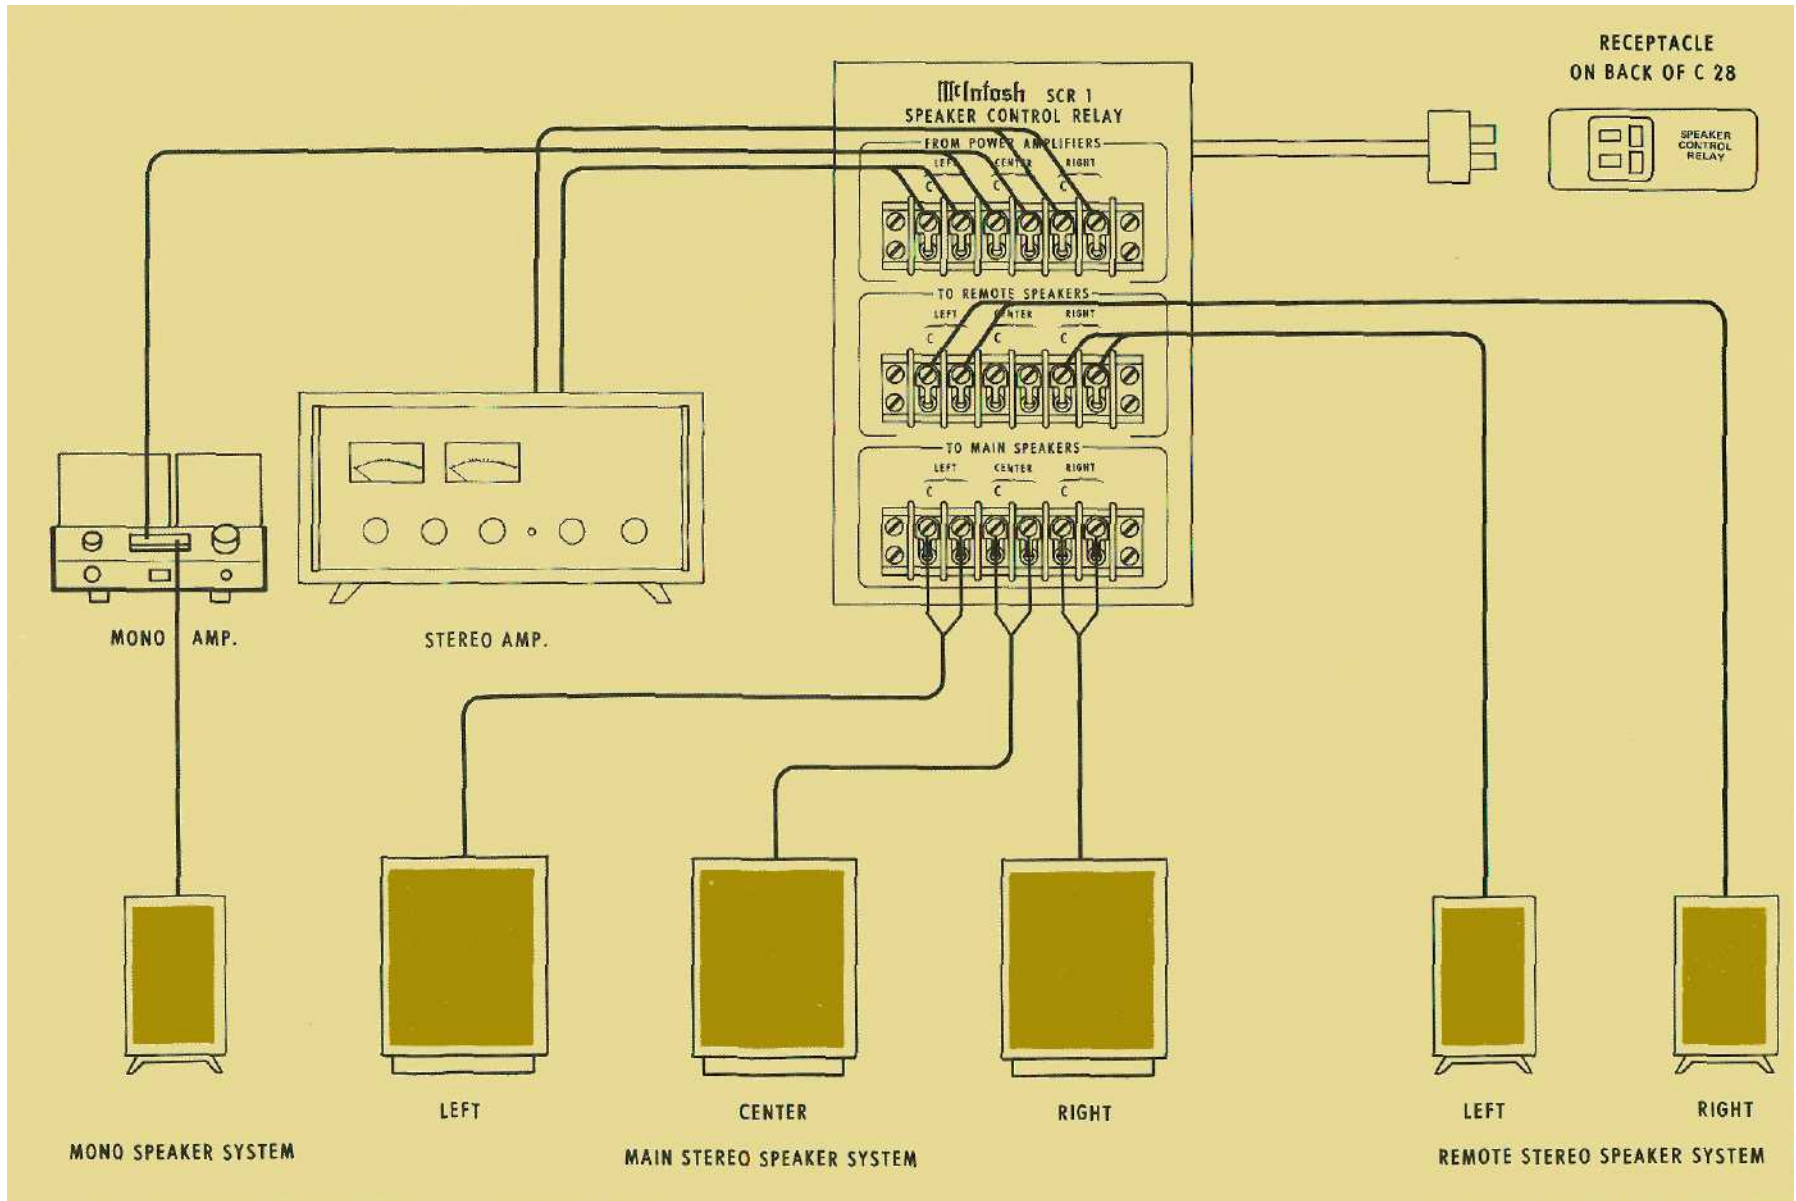 RECEPTACLE
ON BACK OF C 28
McIntosh SCR 1
SPEAKER CONTROL RELAY
FROM POWER AMPLIFIERS
LEFT CENTER RIGHT
C C C
SPEAKER
CONTROL
RELAY
TO REMOTE SPEAKERS
LEFT CENTER RIGHT
C C C
TO MAIN SPEAKERS
LEFT CENTER RIGHT
C C C
MONO AMP.
STEREO AMP.
LEFT
CENTER
RIGHT
LEFT
RIGHT
MONO SPEAKER SYSTEM
MAIN STEREO SPEAKER SYSTEM
REMOTE STEREO SPEAKER SYSTEM